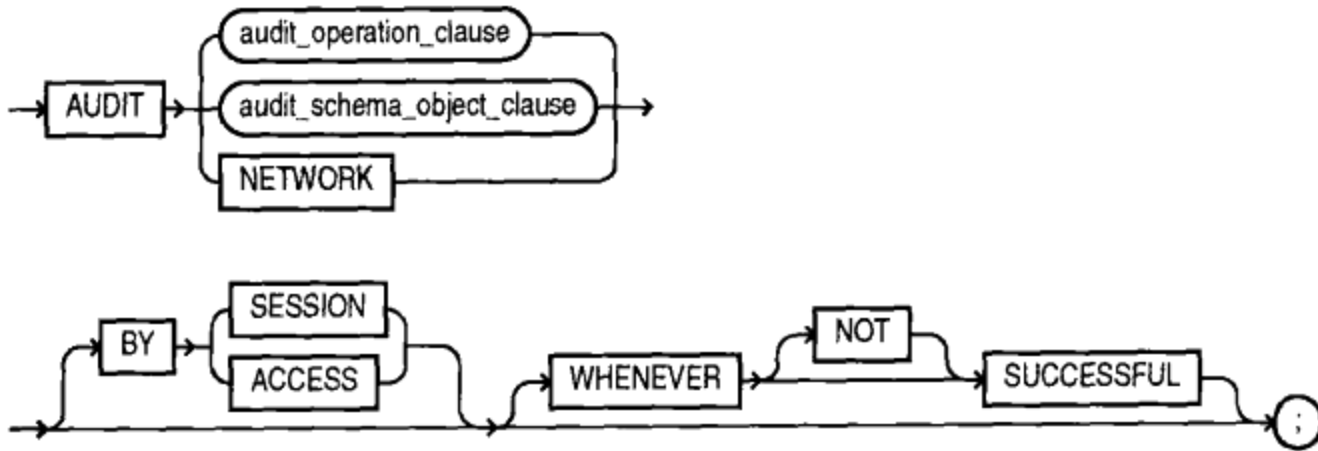 audit_operation_clause
AUDIT audit_schema_object_clause
NETWORK
SESSION
BY
ACCESS
NOT
WHENEVER SUCCESSFUL
;